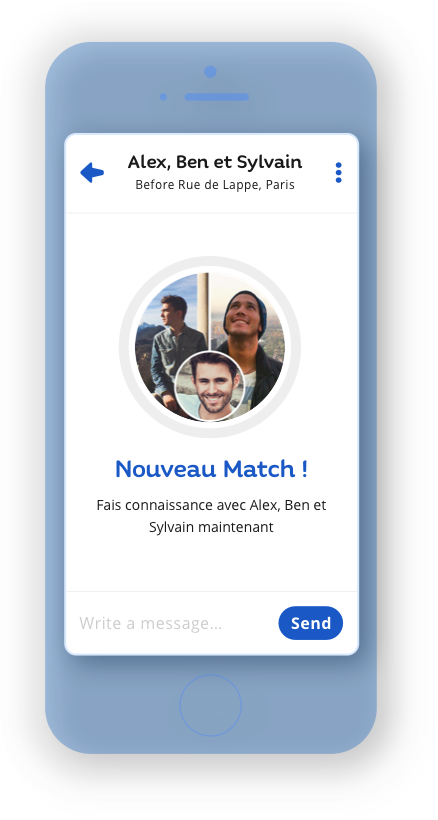 Alex, Ben et Sylvain
Before Rue de Lappe, Paris
Nouveau Match !
Fais connaissance avec Alex, Ben et
Sylvain maintenant
Write a message...
Send